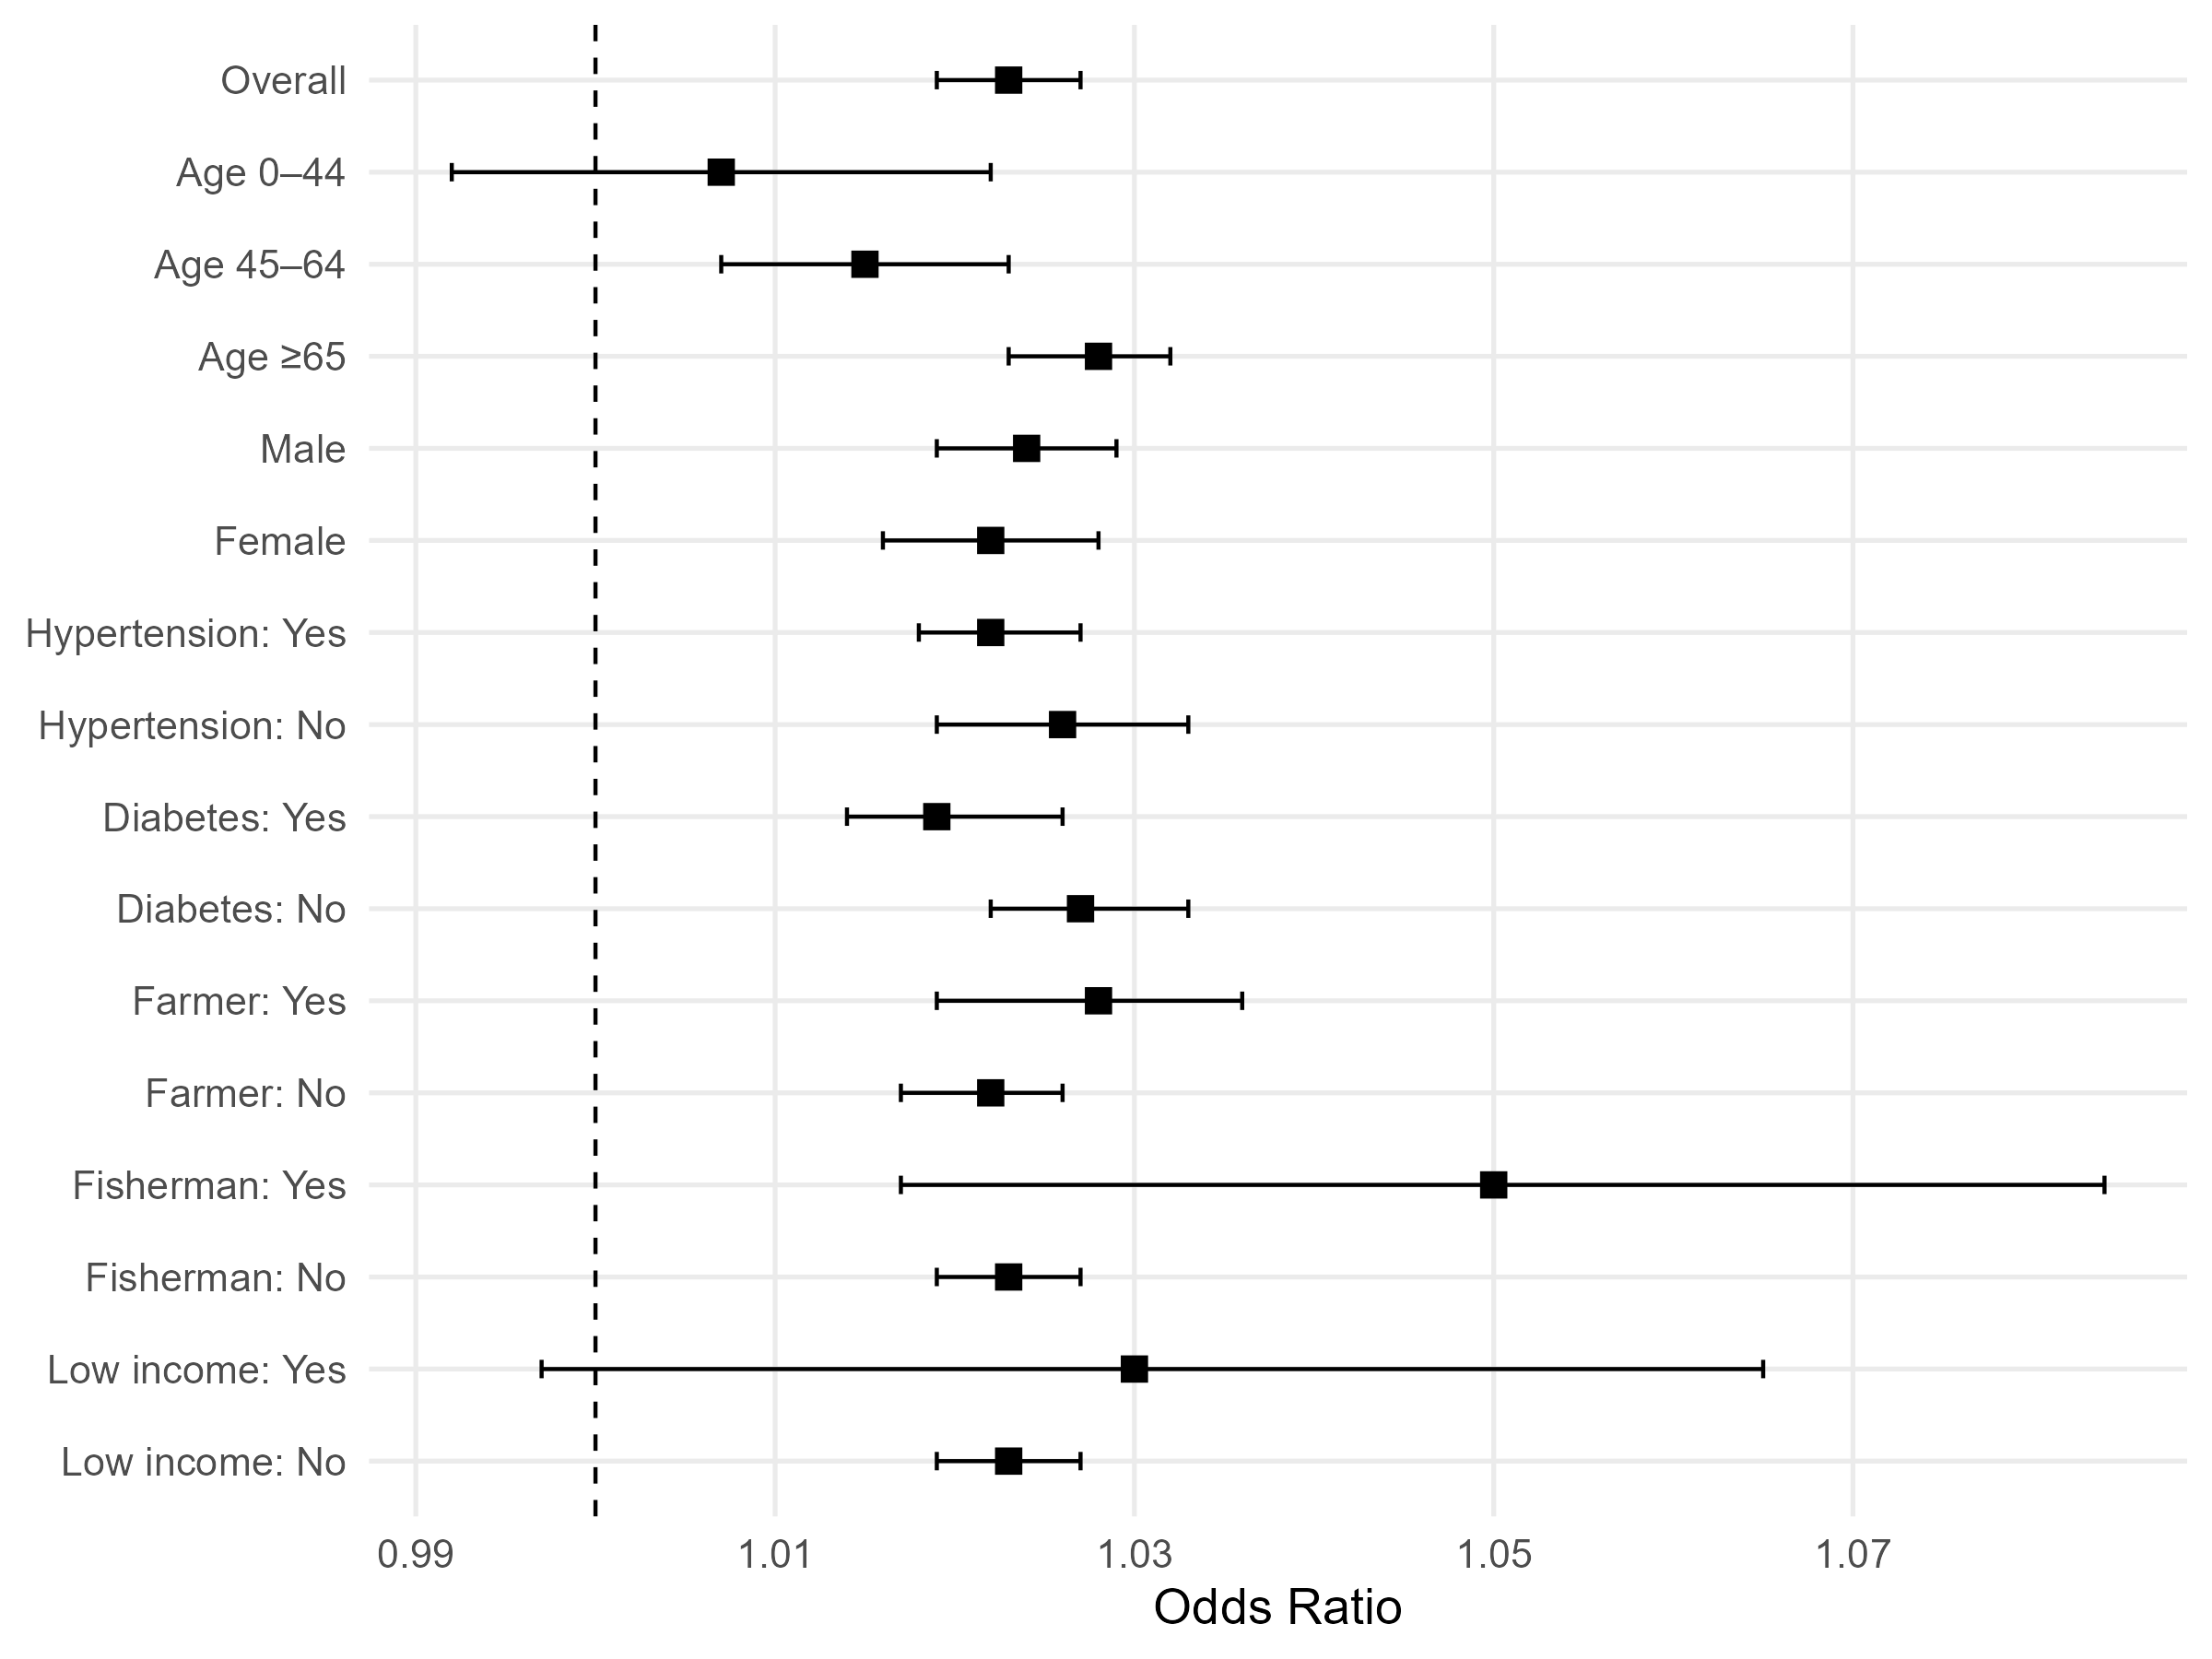 Overall
Age 0–44
Age 45–64
Age ≥65
Male
Female
Hypertension: Yes
Hypertension: No
Diabetes: Yes
Diabetes: No
Farmer: Yes
Farmer: No
Fisherman: Yes
Fisherman: No
Low income: Yes
Low income: No
0.99 1.01 1.03 1.05 1.07
Odds Ratio